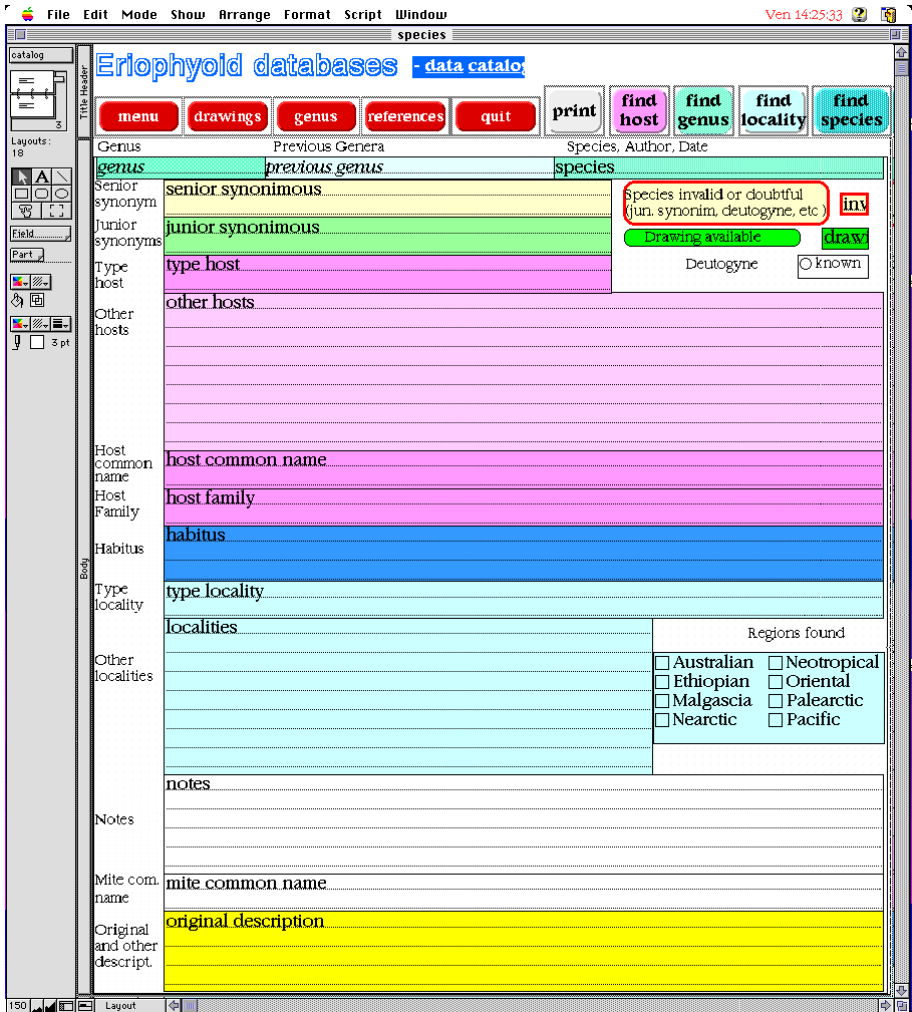 File Edit Mode Show Arrange Format Script Window Ven 14:25:33
species
catalog
3
Layouts:
18
A
Field
Part
3 pt
Title Header
Eriophyoid databases - data catalog
menu drawings genus references quit print find host find genus find locality find species
Genus Previous Genera Species, Author, Date
genus previous genus species
Senior synonym senior synonimous
Species invalid or doubtful
(jun. synonim, deutogyne, etc ) inv
Junior synonyms junior synonimous
Drawing available draw
Type host type host
Deutogyne known
Other hosts other hosts
Host common name host common name
Host Family host family
Habitus habitus
Body
Type locality type locality
Other localities localities
Regions found
Australian Neotropical
Ethiopian Oriental
Malgascia Palearctic
Nearctic Pacific
Notes notes
Mite com. name mite common name
Original and other descript. original description
150 Layout